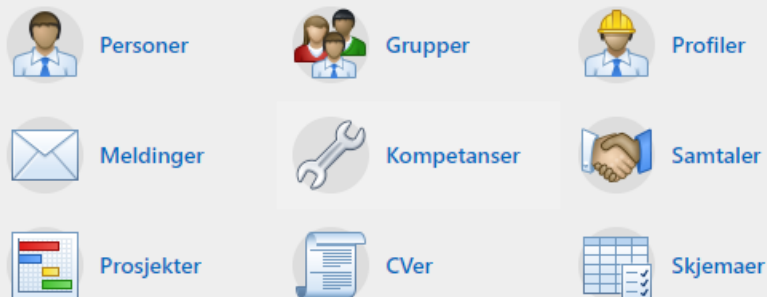 Personer
Grupper
Profiler
Meldinger
Kompetanser
Samtaler
Prosjekter
CVer
Skjemaer